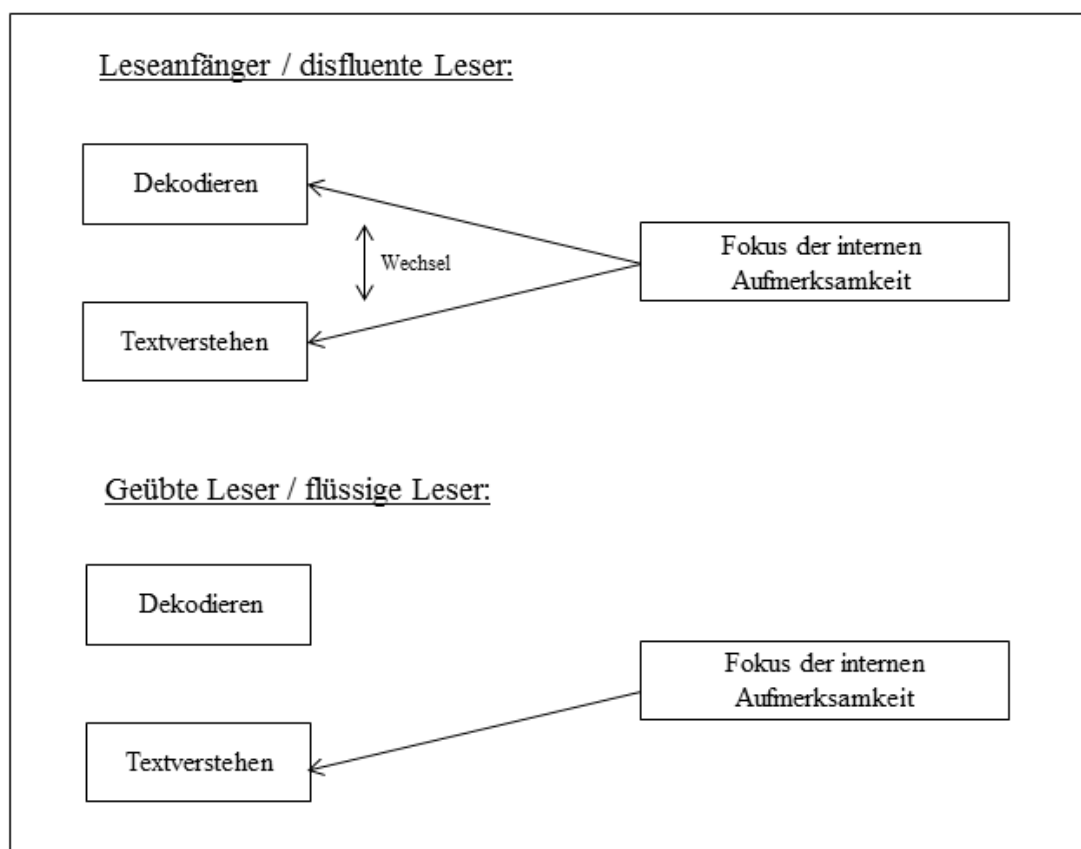 Leseanfänger / disfluente Leser:
Dekodieren
Wechsel
Fokus der internen
Aufmerksamkeit
Textverstehen
Geübte Leser / flüssige Leser:
Dekodieren
Fokus der internen
Aufmerksamkeit
Textverstehen